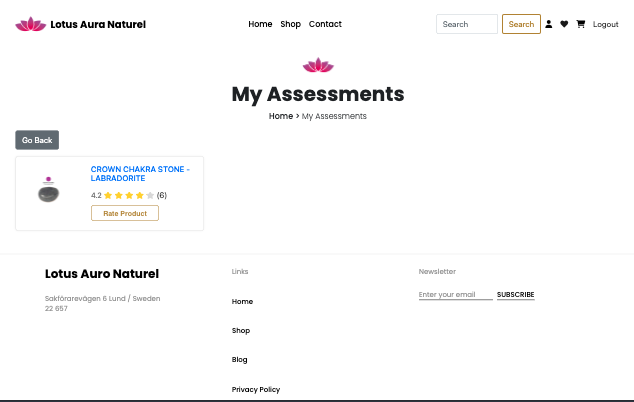 Lotus Aura Naturel
Home Shop Contact
Search
Search
Logout
My Assessments
Home > My Assessments
Go Back
CROWN CHAKRA STONE -
LABRADORITE
4.2 (6)
Rate Product
Lotus Auro Naturel
Sakförarevägen 6 Lund / Sweden
22 657
Links
Home
Shop
Blog
Privacy Policy
Newsletter
Enter your email
SUBSCRIBE